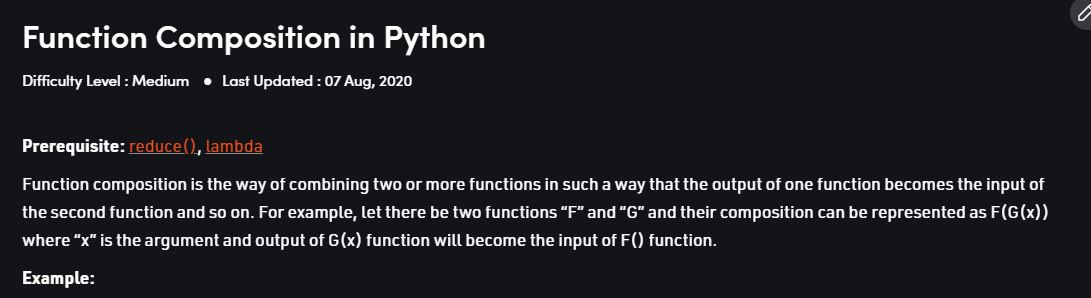 Function Composition in Python
Difficulty Level : Medium ● Last Updated : 07 Aug, 2020
Prerequisite: reduce(), lambda
Function composition is the way of combining two or more functions in such a way that the output of one function becomes the input of
the second function and so on. For example, let there be two functions “F” and “G” and their composition can be represented as F(G(x))
where “x” is the argument and output of G(x) function will become the input of F() function.
Example: